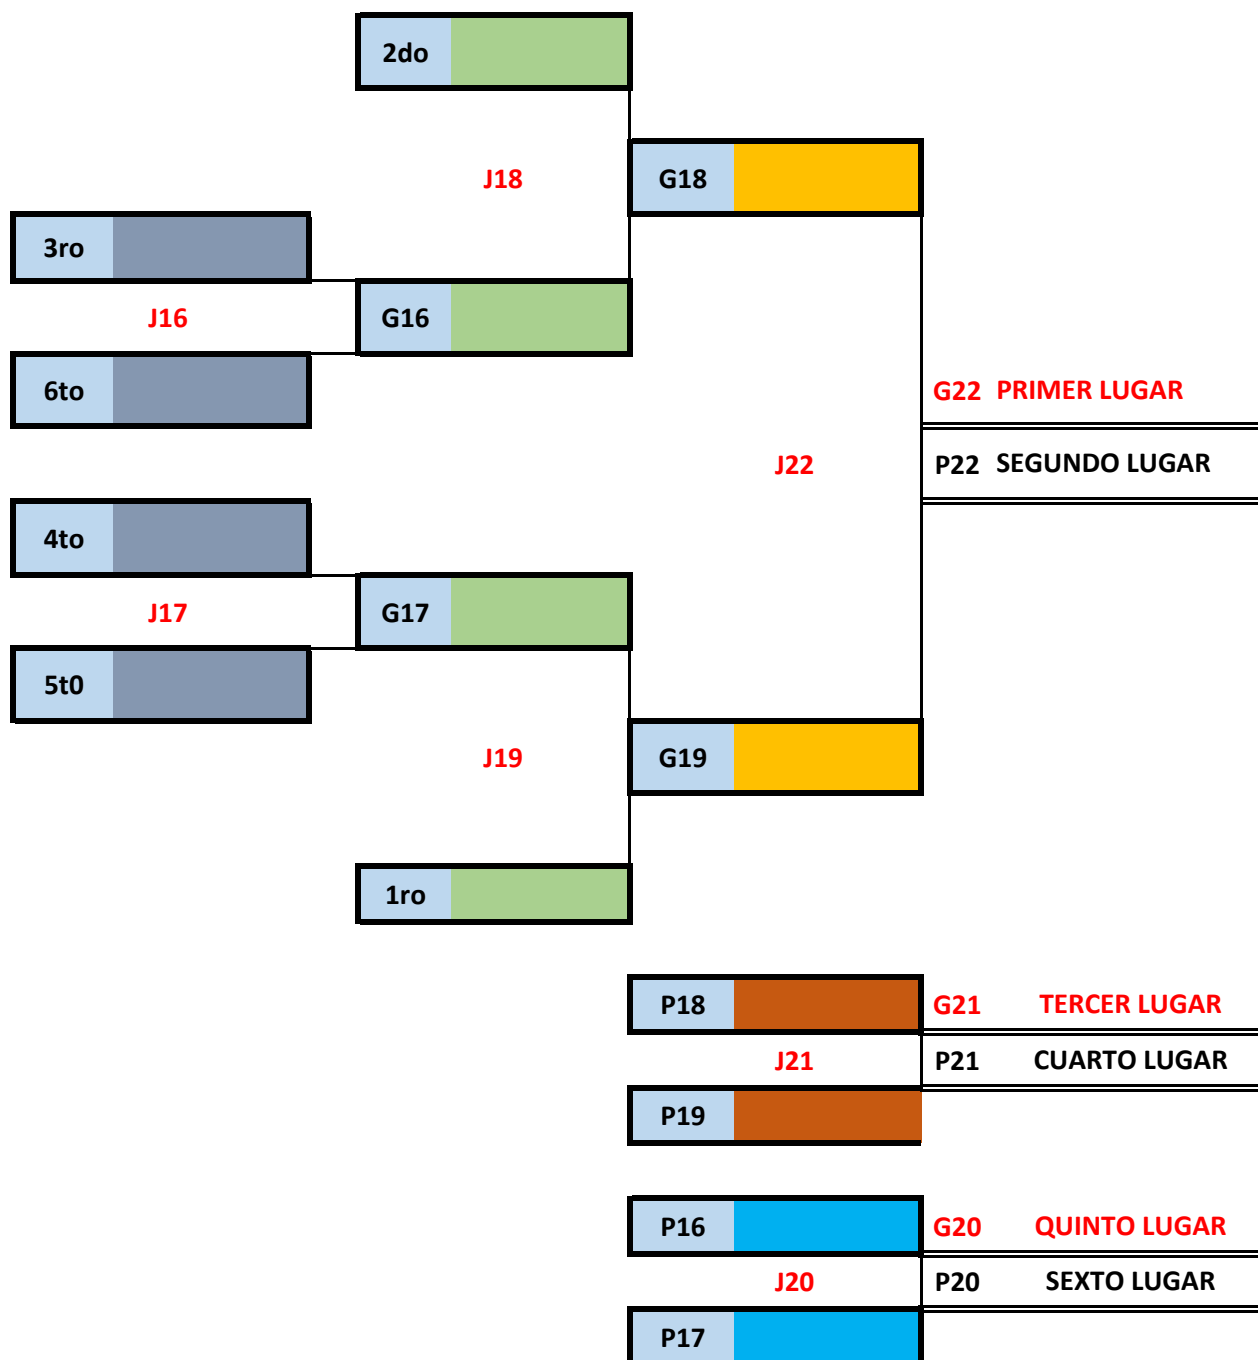 2do
J18
G18
3ro
J16
G16
6to
G22 PRIMER LUGAR
J22
P22 SEGUNDO LUGAR
4to
J17
G17
5t0
J19
G19
1ro
P18
G21 TERCER LUGAR
J21
P21 CUARTO LUGAR
P19
P16
G20 QUINTO LUGAR
J20
P20 SEXTO LUGAR
P17